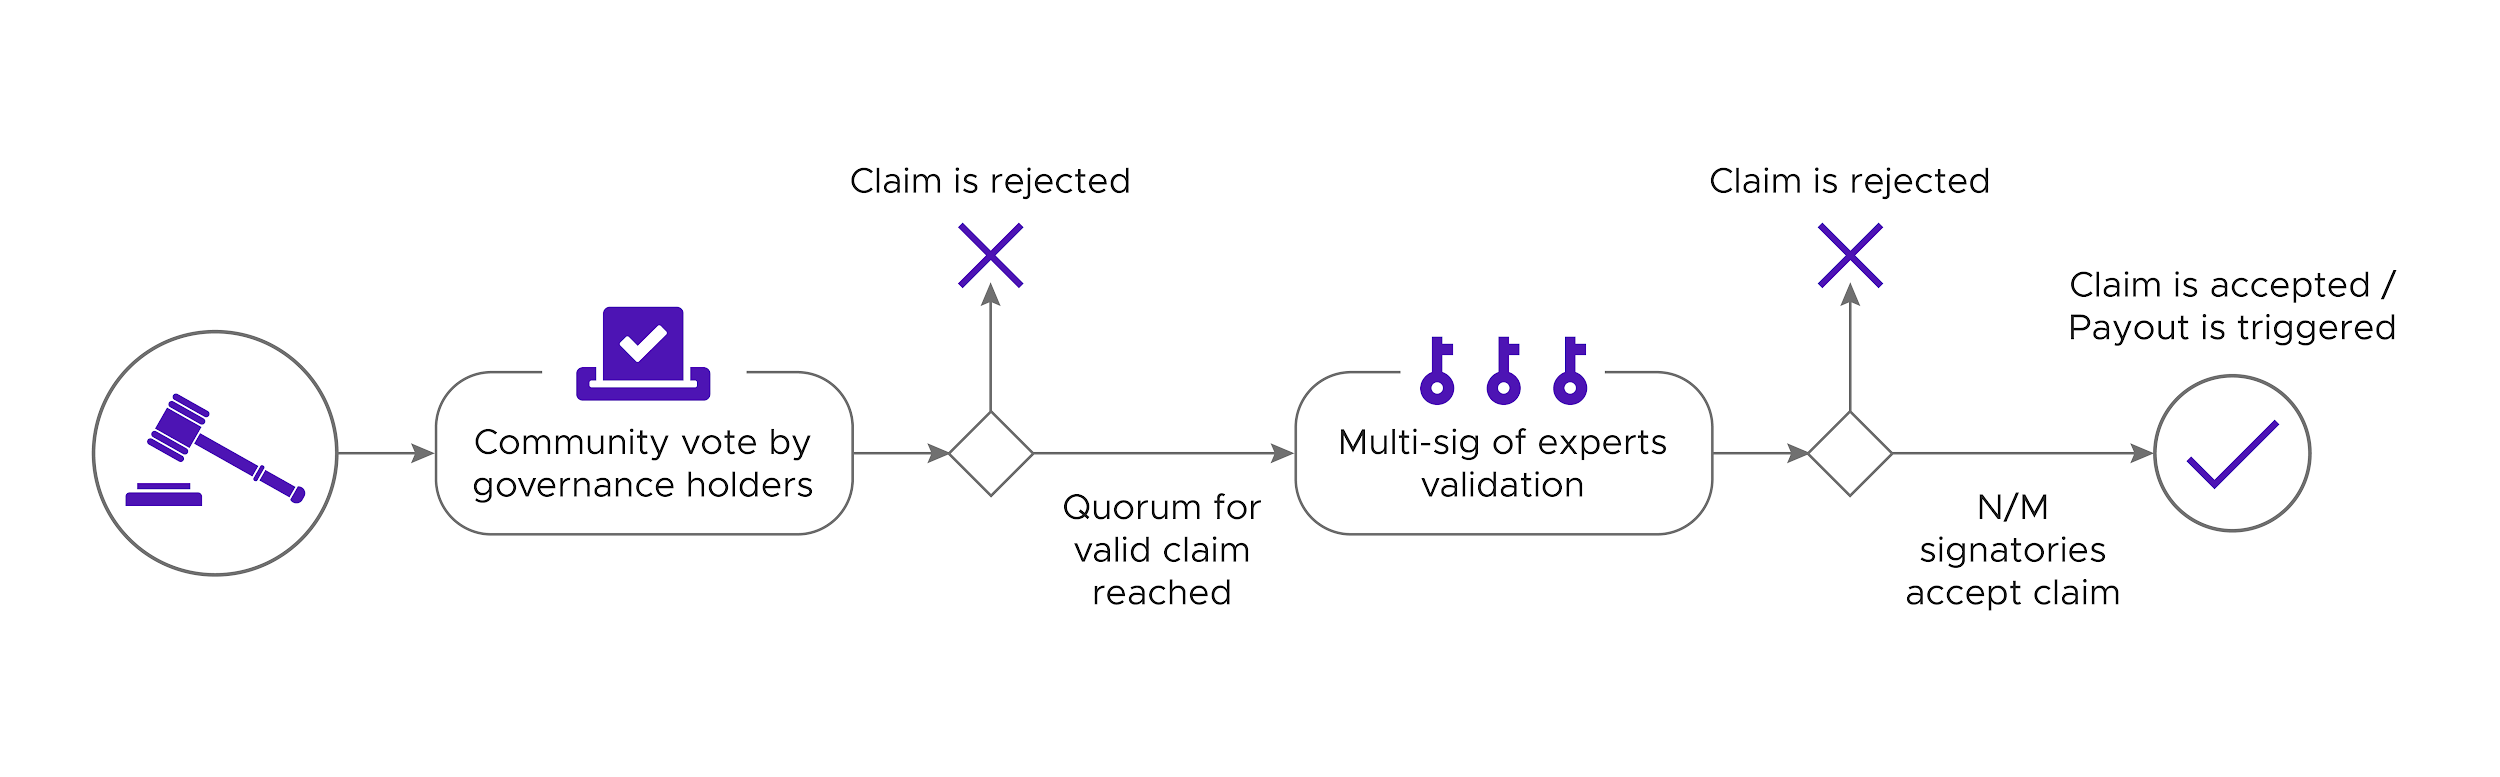 Claim is rejected
Community vote by
governance holders
Quorum for
valid claim
reached
Claim is rejected
Multi-sig of experts
validation
N/M
signatories
accept claim
Claim is accepted /
Payout is triggered